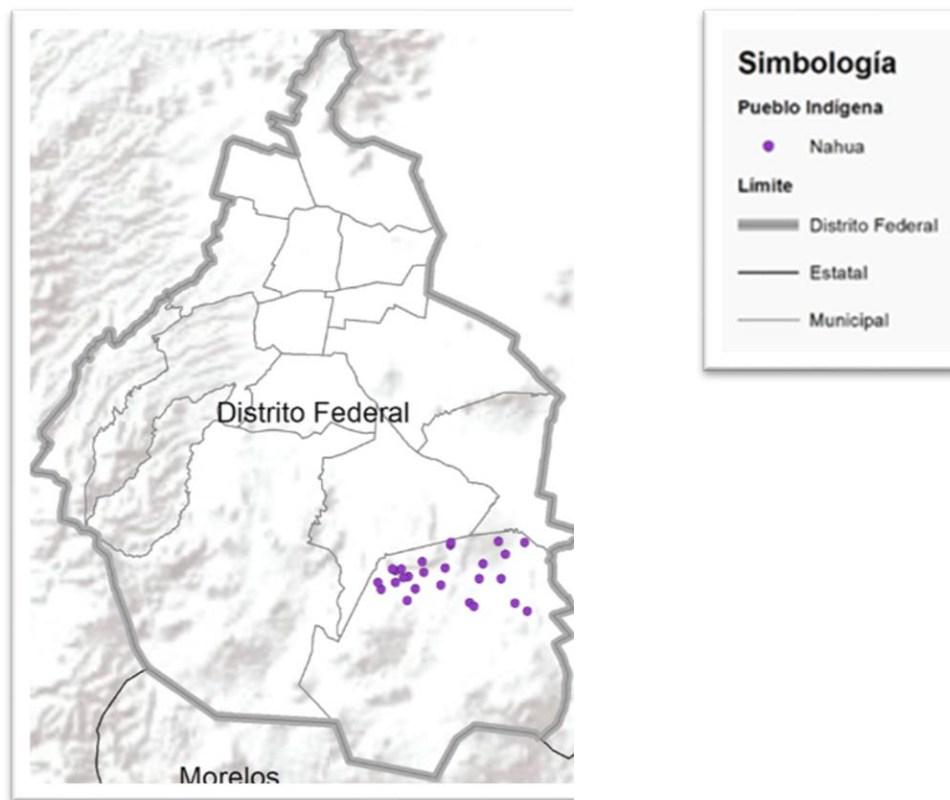 Distrito Federal
Morelos
Simbología
Pueblo Indígena
Nahua
Límite
Distrito Federal
Estatal
Municipal